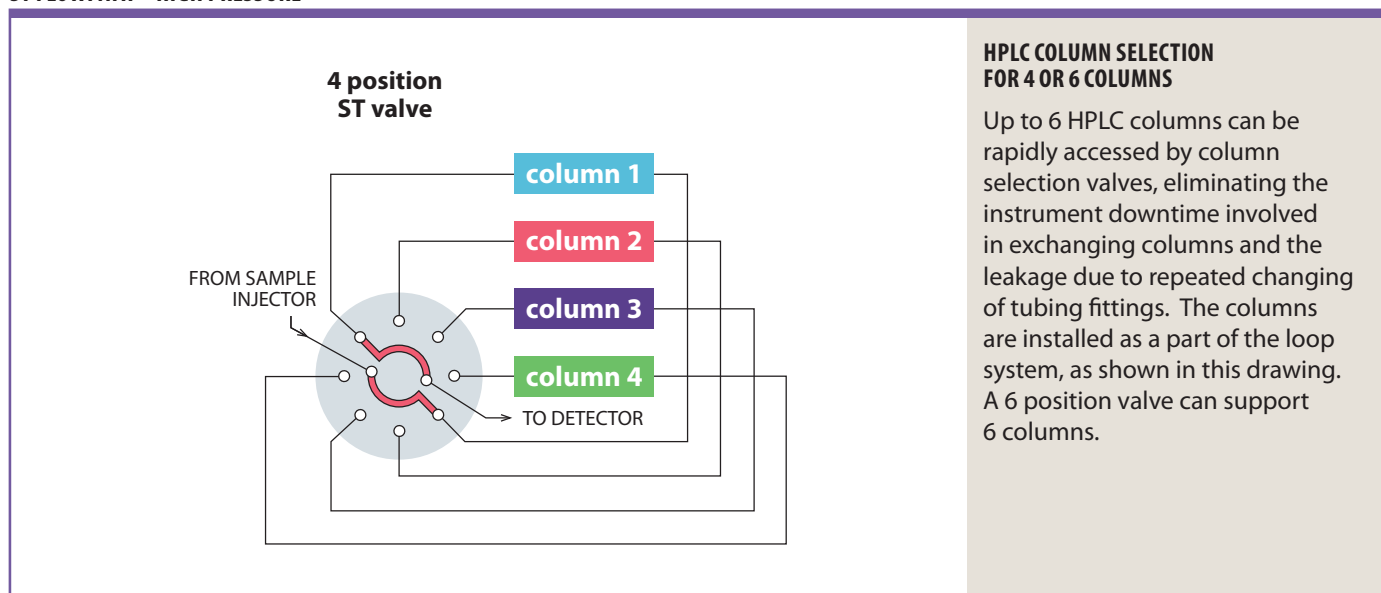 4 position
ST valve
column 1
column 2
column 3
column 4
FROM SAMPLE
INJECTOR
TO DETECTOR
HPLC COLUMN SELECTION
FOR 4 OR 6 COLUMNS
Up to 6 HPLC columns can be
rapidly accessed by column
selection valves, eliminating the
instrument downtime involved
in exchanging columns and the
leakage due to repeated changing
of tubing fittings. The columns
are installed as a part of the loop
system, as shown in this drawing.
A 6 position valve can support
6 columns.